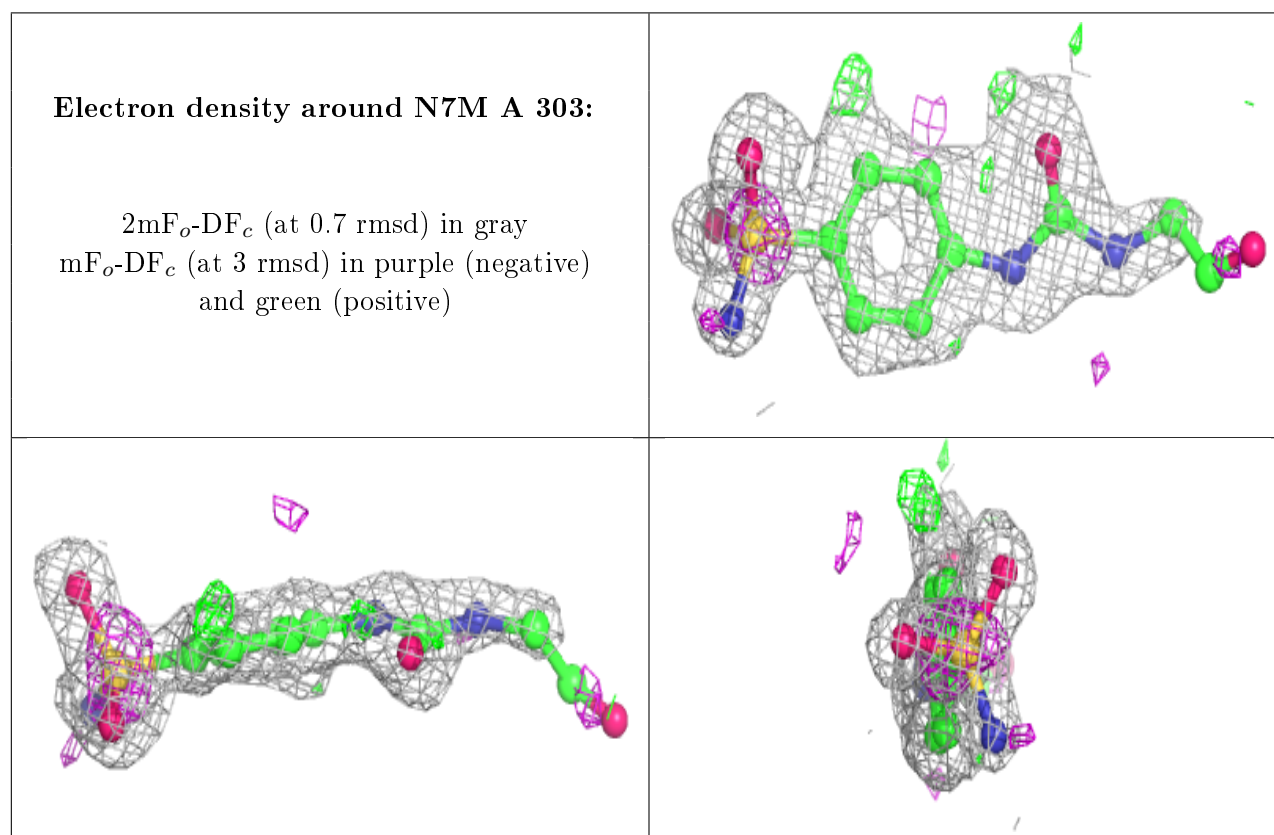 Electron density around N7M A 303:
2mFo-DFc (at 0.7 rmsd) in gray
mFo-DFc (at 3 rmsd) in purple (negative)
and green (positive)